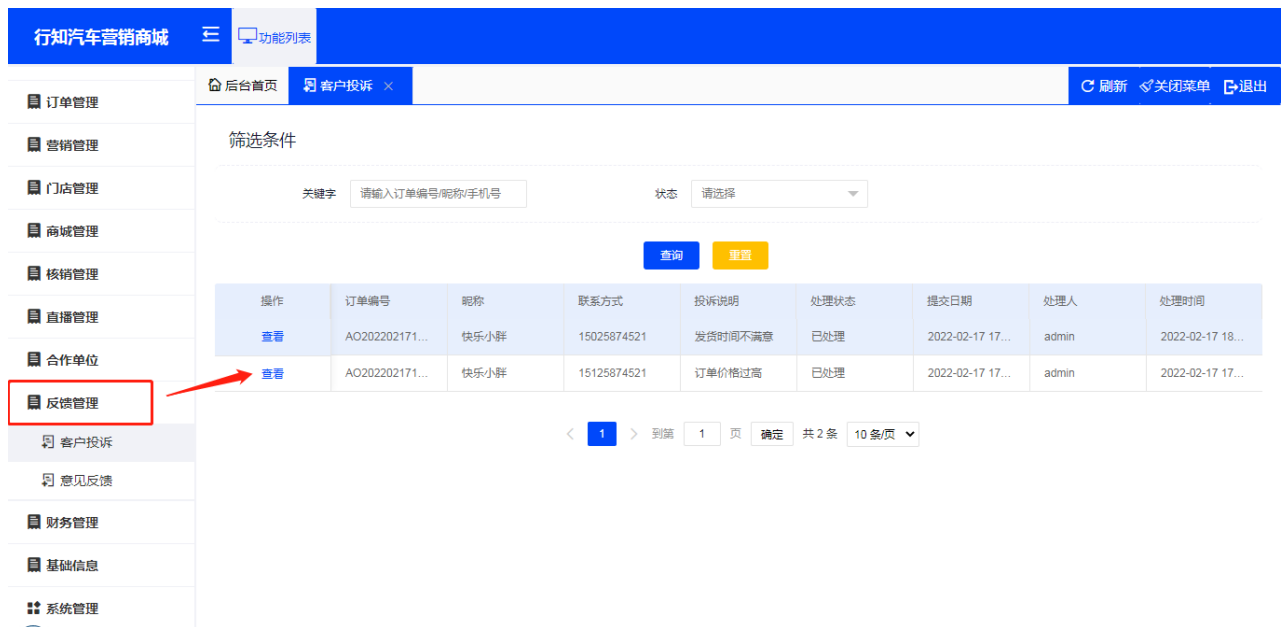 行知汽车营销商城
功能列表
后台首页 客户投诉 刷新 关闭菜单 退出
订单管理
营销管理
门店管理
商城管理
核销管理
直播管理
合作单位
反馈管理
客户投诉
意见反馈
财务管理
基础信息
系统管理
筛选条件
关键字 请输入订单编号/昵称/手机号 状态 请选择
查询 重置
操作 订单编号 昵称 联系方式 投诉说明 处理状态 提交日期 处理人 处理时间
查看 AO202202171... 快乐小胖 15025874521 发货时间不满意 已处理 2022-02-17 17... admin 2022-02-17 18...
查看 AO202202171... 快乐小胖 15125874521 订单价格过高 已处理 2022-02-17 17... admin 2022-02-17 17...
1 到第 1 页 确定 共 2 条 10 条/页